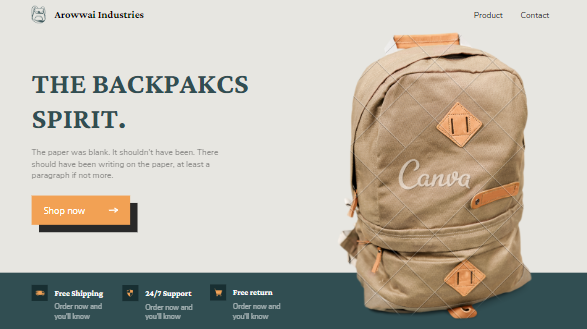 Arowwai Industries
Product
Contact
THE BACKPAKCS
SPIRIT.
The paper was blank. It shouldn't have been. There
should have been writing on the paper, at least a
paragraph if not more.
Shop now
Canva
Free Shipping
Order now and
you'll know
24/7 Support
Order now and
you'll know
Free return
Order now and
you'll know